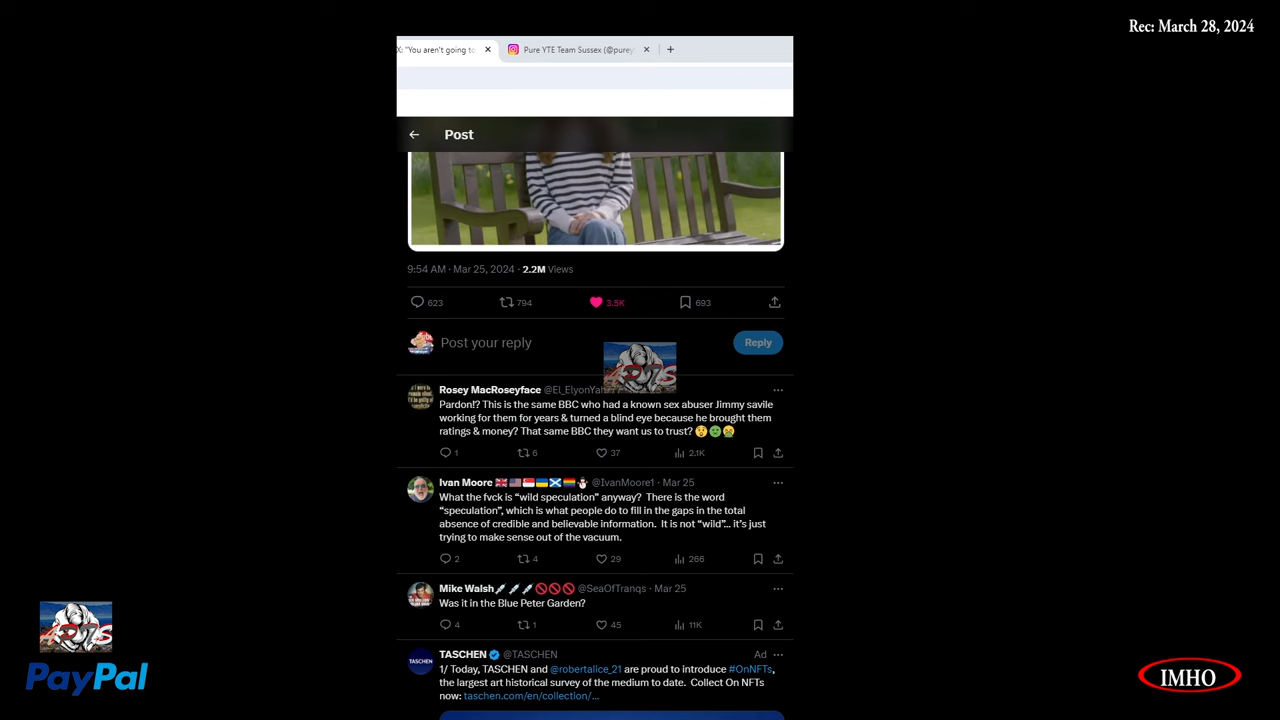 Rec: March 28, 2024
X: "You aren't going to
Pure YTE Team Sussex (@purey
Post
9:54 AM · Mar 25, 2024 · 2.2M Views
623 794 3.5K 693
Post your reply
Reply
Rosey MacRoseyface
Pardon!? This is the same BBC who had a known sex abuser Jimmy savile
working for them for years & turned a blind eye because he brought them
ratings & money? That same BBC they want us to trust? 😲🤢🤮
1 6 37 2.1K
Ivan Moore 🇬🇧🇺🇸🇸🇬🇺🇦🏴󠁧󠁢󠁳󠁣󠁴󠁿🏳️‍🌈⛄ @IvanMoore1 · Mar 25
What the fvck is “wild speculation” anyway? There is the word
“speculation”, which is what people do to fill in the gaps in the total
absence of credible and believable information. It is not “wild”... it’s just
trying to make sense out of the vacuum.
2 4 29 266
Mike Walsh💉💉💉🚫🚫🚫 @SeaOfTranqs · Mar 25
Was it in the Blue Peter Garden?
4 1 45 11K
TASCHEN @TASCHEN Ad
TASCHEN
1/ Today, TASCHEN and @robertalice_21 are proud to introduce #OnNFTs,
the largest art historical survey of the medium to date. Collect On NFTs
now: taschen.com/en/collection/…
PayPal
IMHO